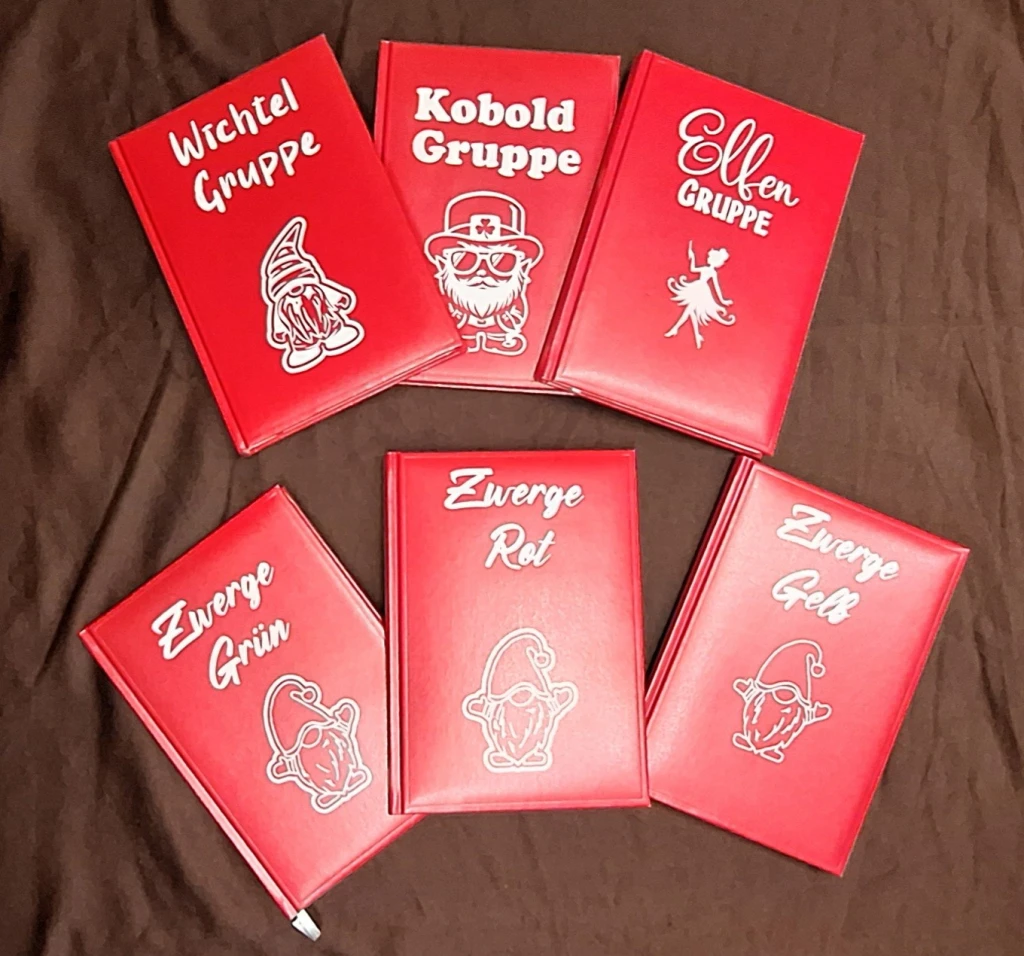 Wichtel
Gruppe
Kobold
Gruppe
Elfen
GRUPPE
Zwerge
Grün
Zwerge
Rot
Zwerge
Gelb